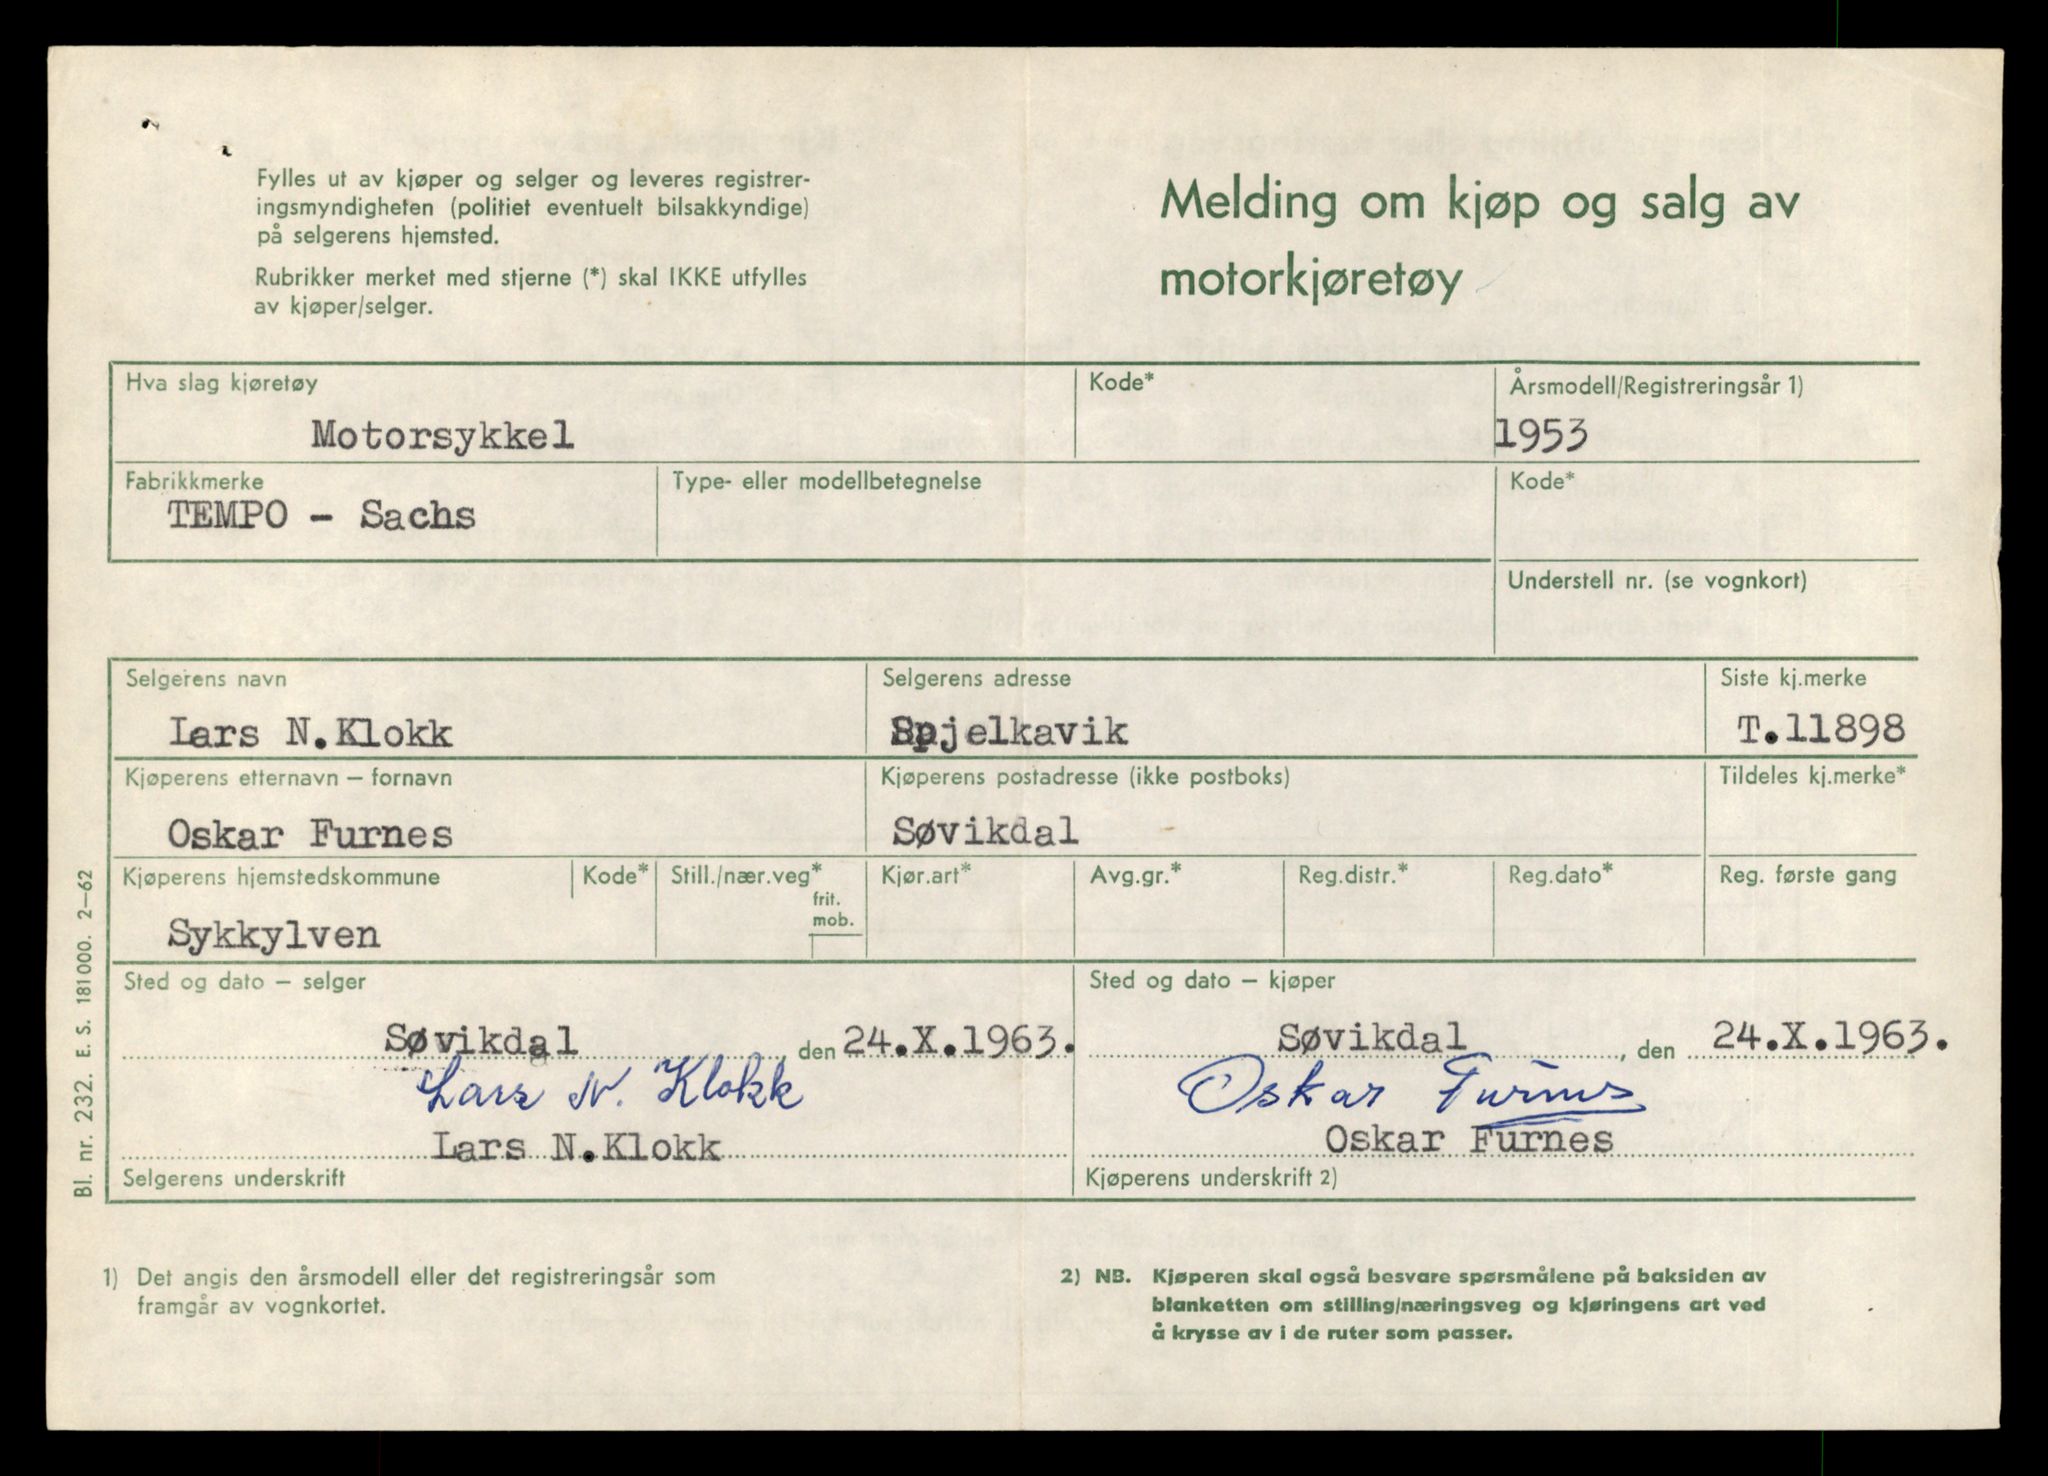 Fylles ut av kjøper og selger og leveres registrer-
ingsmyndigheten (politiet eventuelt bilsakkyndige)
på selgerens hjemsted.
Rubrikker merket med stjerne (*) skal IKKE utfylles
av kjøper/selger.
Melding om kjøp og salg av
motorkjøretøy
Hva slag kjøretøy
Motorsykkel
Kode*
Årsmodell/Registreringsår 1)
1953
Fabrikkmerke
TEMPO - Sachs
Type- eller modellbetegnelse
Kode*
Understell nr. (se vognkort)
Selgerens navn
Lars N.Klokk
Selgerens adresse
Spjelkavik
Siste kj.merke
T.11898
Kjøperens etternavn – fornavn
Oskar Furnes
Kjøperens postadresse (ikke postboks)
Søvikdal
Tildeles kj.merke*
Kjøperens hjemstedskommune
Sykkylven
Kode*
Still./nær.veg*
frit.
mob.
Kjør.art*
Avg.gr.*
Reg.distr.*
Reg.dato*
Reg. første gang
Sted og dato – selger
Søvikdal den 24.X.1963.
Lars N. Klokk
Lars N.Klokk
Selgerens underskrift
Sted og dato – kjøper
Søvikdal , den 24.X.1963.
Oskar Furnes
Oskar Furnes
Kjøperens underskrift 2)
Bl. nr. 232. E. S. 181000. 2–62
1) Det angis den årsmodell eller det registreringsår som
framgår av vognkortet.
2) NB. Kjøperen skal også besvare spørsmålene på baksiden av
blanketten om stilling/næringsveg og kjøringens art ved
å krysse av i de ruter som passer.